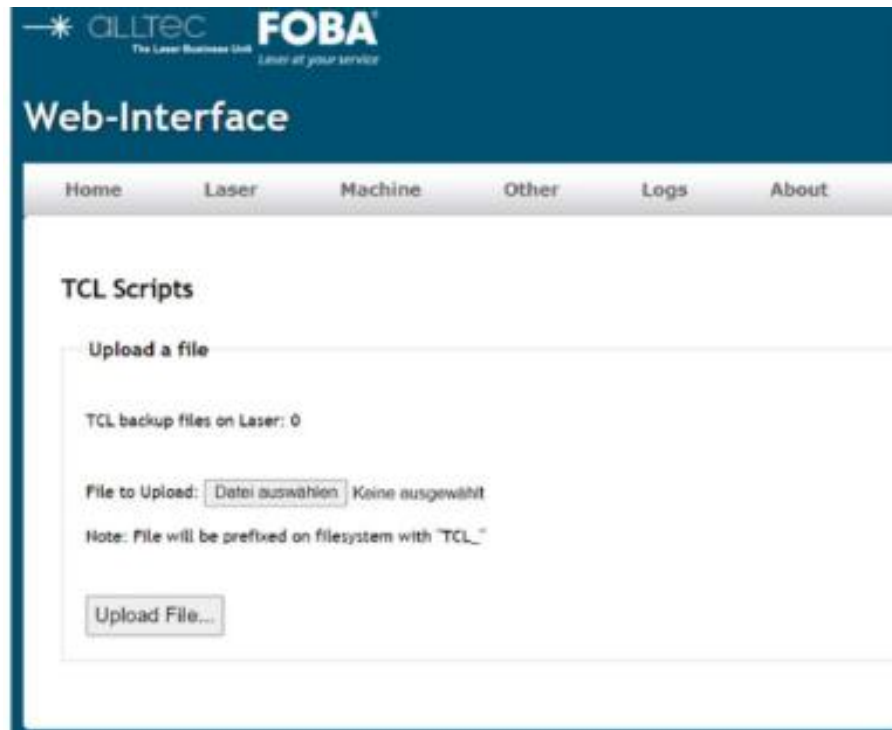 ALLTEC
The Laser Business Unit
FOBA
Laser at your service
Web-Interface
Home Laser Machine Other Logs About
TCL Scripts
Upload a file
TCL backup files on Laser: 0
File to Upload: Datei auswählen Keine ausgewählt
Note: File will be prefixed on filesystem with "TCL_"
Upload File...